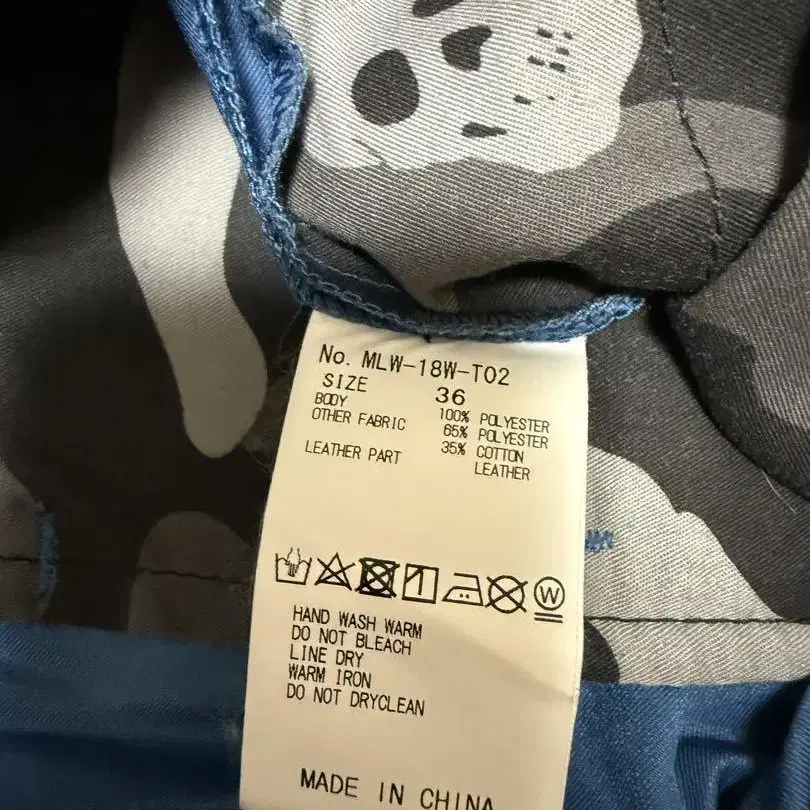 No. MLW-18W-T02
SIZE 36
BODY 100% POLYESTER
OTHER FABRIC 65% POLYESTER
35% COTTON
LEATHER PART LEATHER
W
HAND WASH WARM
DO NOT BLEACH
LINE DRY
WARM IRON
DO NOT DRYCLEAN
MADE IN CHINA